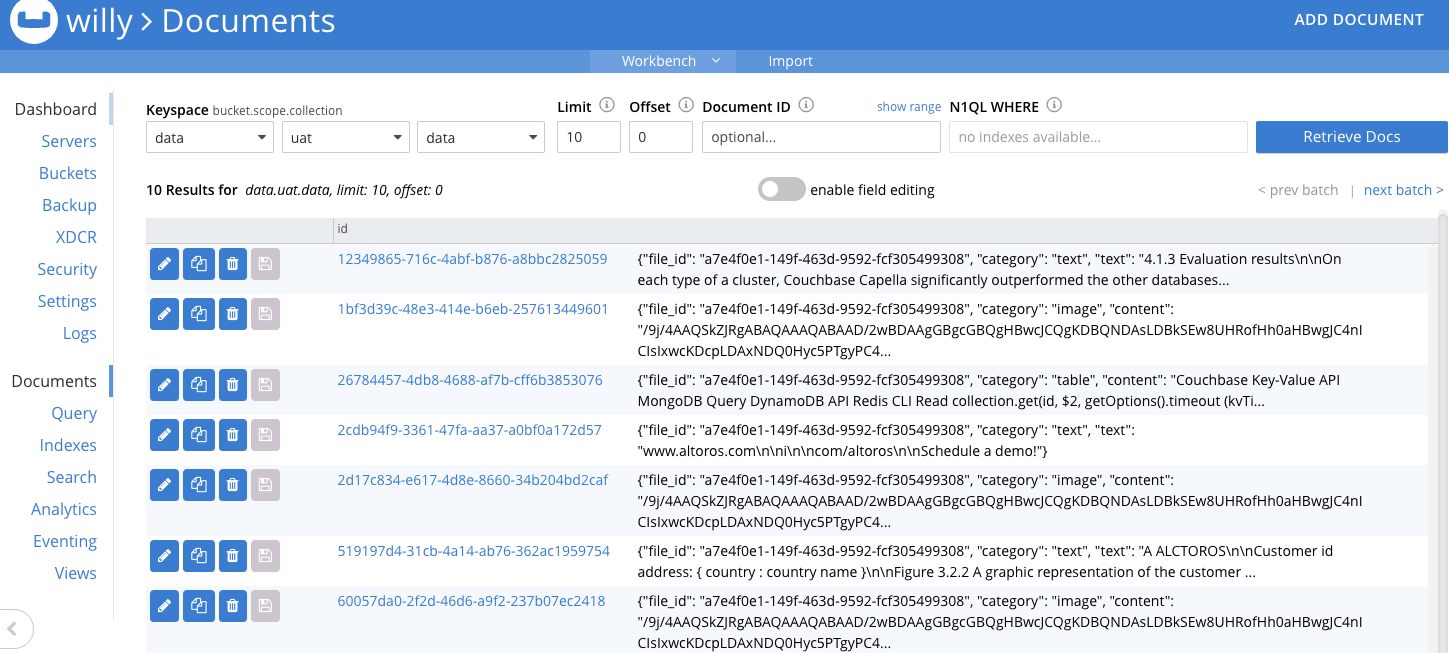 willy > Documents
ADD DOCUMENT
Workbench
Import
Dashboard
Servers
Buckets
Backup
XDCR
Security
Settings
Logs
Documents
Query
Indexes
Search
Analytics
Eventing
Views
Keyspace bucket.scope.collection
data
uat
data
Limit
10
Offset
0
Document ID
show range
optional...
N1QL WHERE
no indexes available...
Retrieve Docs
10 Results for data.uat.data, limit: 10, offset: 0
enable field editing
< prev batch | next batch >
id
12349865-716c-4abf-b876-a8bbc2825059
{"file_id": "a7e4f0e1-149f-463d-9592-fcf305499308", "category": "text", "text": "4.1.3 Evaluation results\n\nOn
each type of a cluster, Couchbase Capella significantly outperformed the other databases...
1bf3d39c-48e3-414e-b6eb-257613449601
{"file_id": "a7e4f0e1-149f-463d-9592-fcf305499308", "category": "image", "content":
"/9j/4AAQSkZJRgABAQAAAQABAAD/2wBDAAgGBgcGBQgHBwcJCQgKDBQNDAsLDBkSEw8UHRofHh0aHBwgJC4nI
CIsIxwcKDcpLDAxNDQ0Hyc5PTgyPC4...
26784457-4db8-4688-af7b-cff6b3853076
{"file_id": "a7e4f0e1-149f-463d-9592-fcf305499308", "category": "table", "content": "Couchbase Key-Value API
MongoDB Query DynamoDB API Redis CLI Read collection.get(id, $2, getOptions().timeout (kvTi...
2cdb94f9-3361-47fa-aa37-a0bf0a172d57
{"file_id": "a7e4f0e1-149f-463d-9592-fcf305499308", "category": "text", "text":
"www.altoros.com\n\ni\n\ncom/altoros\n\nSchedule a demo!"}
2d17c834-e617-4d8e-8660-34b204bd2caf
{"file_id": "a7e4f0e1-149f-463d-9592-fcf305499308", "category": "image", "content":
"/9j/4AAQSkZJRgABAQAAAQABAAD/2wBDAAgGBgcGBQgHBwcJCQgKDBQNDAsLDBkSEw8UHRofHh0aHBwgJC4nI
CIsIxwcKDcpLDAxNDQ0Hyc5PTgyPC4...
519197d4-31cb-4a14-ab76-362ac1959754
{"file_id": "a7e4f0e1-149f-463d-9592-fcf305499308", "category": "text", "text": "A ALCTOROS\n\nCustomer id
address: { country : country name }\n\nFigure 3.2.2 A graphic representation of the customer ...
60057da0-2f2d-46d6-a9f2-237b07ec2418
{"file_id": "a7e4f0e1-149f-463d-9592-fcf305499308", "category": "image", "content":
"/9j/4AAQSkZJRgABAQAAAQABAAD/2wBDAAgGBgcGBQgHBwcJCQgKDBQNDAsLDBkSEw8UHRofHh0aHBwgJC4nI
CIsIxwcKDcpLDAxNDQ0Hyc5PTgyPC4...